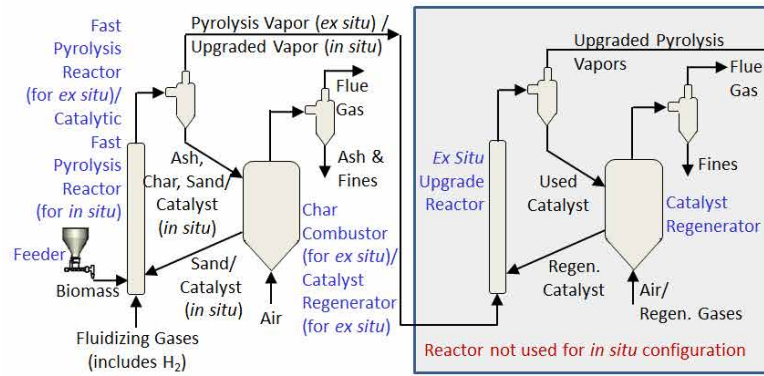 Fast
Pyrolysis
Reactor
(for ex situ)/
Catalytic
Fast
Pyrolysis
Reactor
(for in situ)
Feeder
Biomass
Fluidizing Gases
(includes H₂)
Pyrolysis Vapor (ex situ) /
Upgraded Vapor (in situ)
Flue
Gas
Ash &
Fines
Ash,
Char, Sand/
Catalyst
(in situ)
Sand/
Catalyst
(in situ)
Air
Char
Combustor
(for ex situ)/
Catalyst
Regenerator
(for ex situ)
Upgraded Pyrolysis
Vapors
Flue
Gas
Fines
Ex Situ
Upgrade
Reactor
Used
Catalyst
Catalyst
Regenerator
Regen.
Catalyst
Air/
Regen. Gases
Reactor not used for in situ configuration